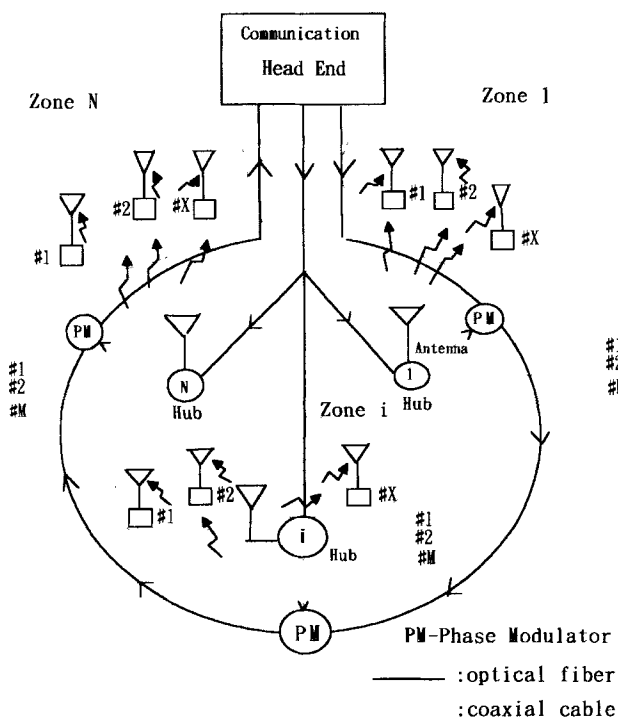 Communication
Head End
Zone N
Zone 1
#1
#2
#X
#1
#2
#X
PM
PM
N
Hub
Antenna
1
Hub
#1
#2
#M
Zone i
#1
#2
#X
i
Hub
#1
#2
#M
PM
PM-Phase Modulator
:optical fiber
:coaxial cable